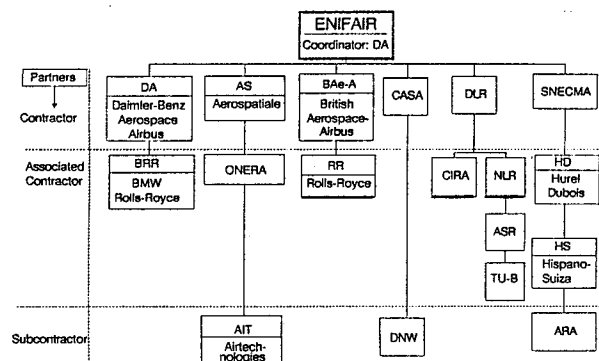 ENIFAIR
Coordinator: DA
Partners
Contractor
DA
Daimler-Benz
Aerospace
Airbus
AS
Aerospatiale
BAe-A
British
Aerospace-
Airbus
CASA
DLR
SNECMA
Associated
Contractor
BRR
BMW
Rolls-Royce
ONERA
RR
Rolls-Royce
CIRA
NLR
HD
Hurel
Dubois
ASR
TU-B
HS
Hispano-
Suiza
Subcontractor
AIT
Airtech-
nologies
DNW
ARA